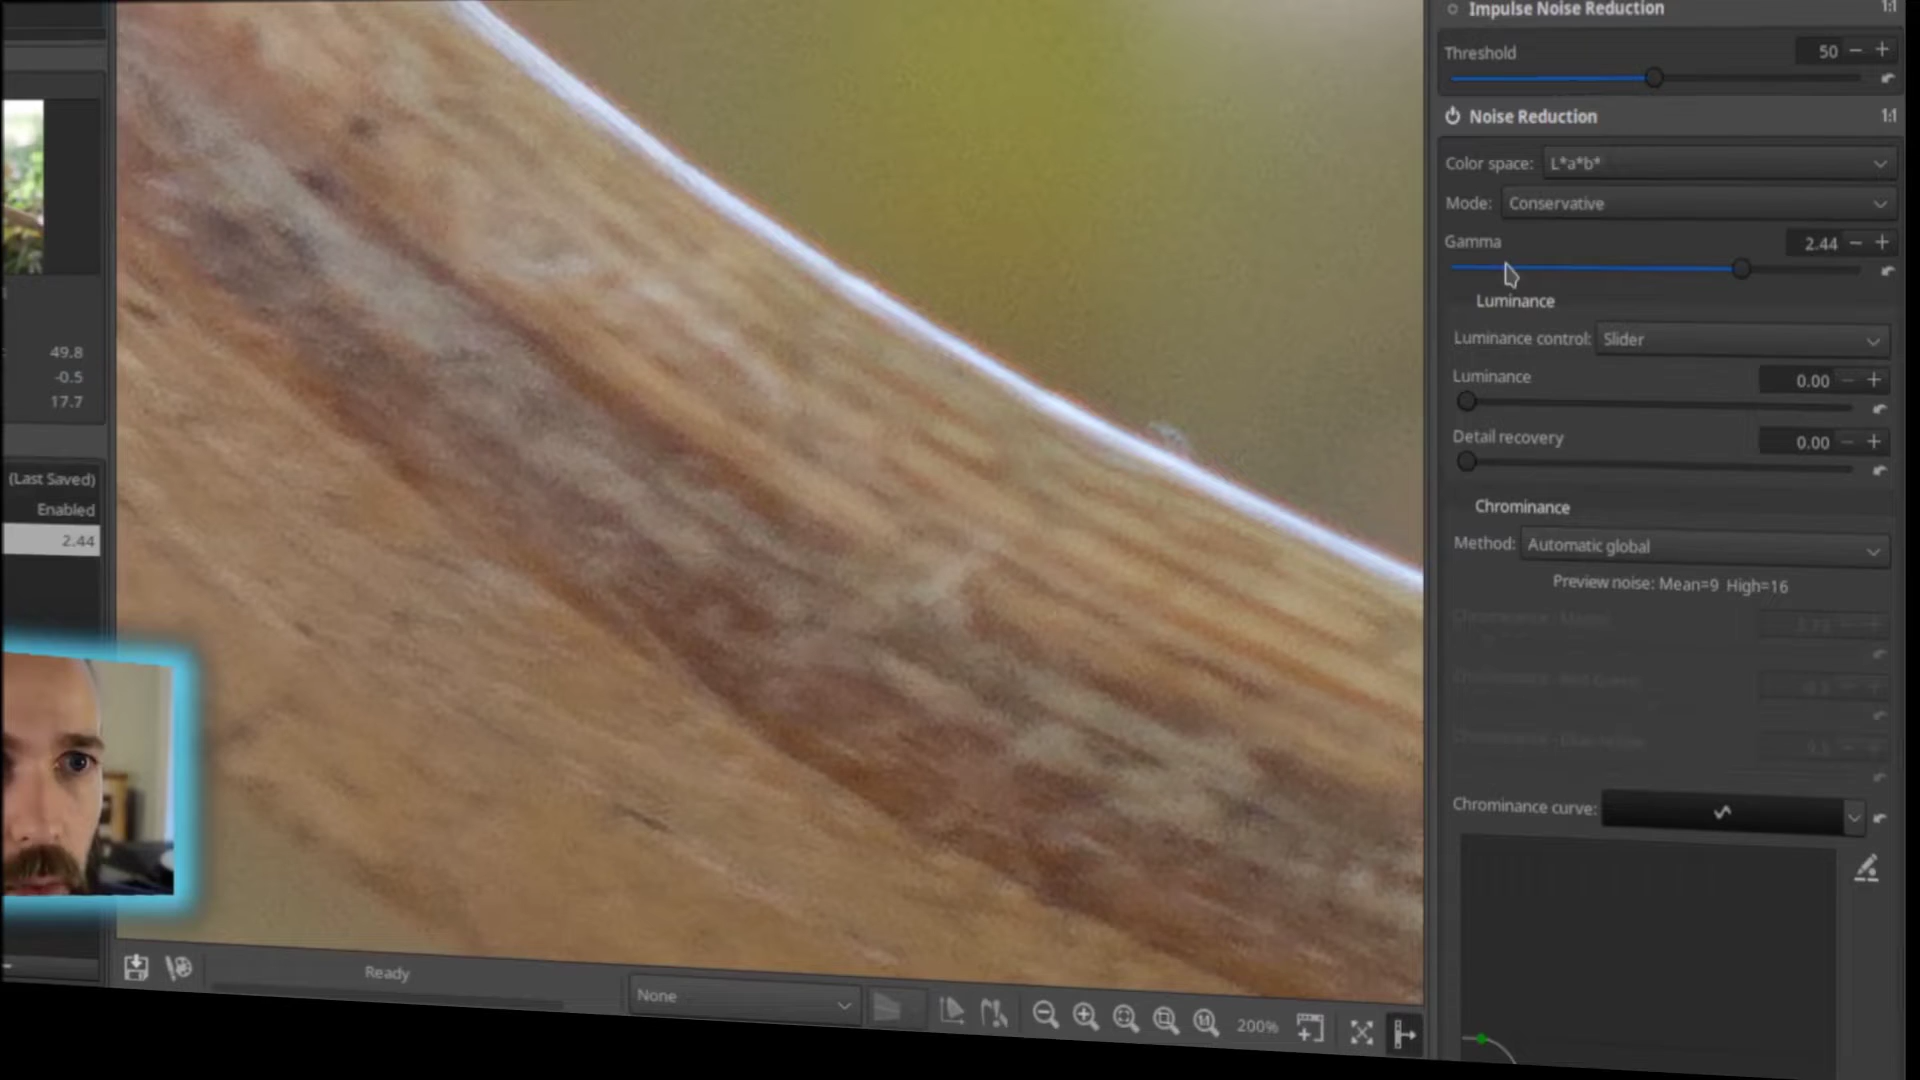 Impulse Noise Reduction 1:1
Threshold 50
Noise Reduction 1:1
Color space: L*a*b*
Mode: Conservative
Gamma 2.44
Luminance
Luminance control: Slider
Luminance 0.00
Detail recovery 0.00
Chrominance
Method: Automatic global
Preview noise: Mean=9 High=16
Chrominance curve:
49.8
-0.5
17.7
(Last Saved)
Enabled
2.44
Ready
None
200%